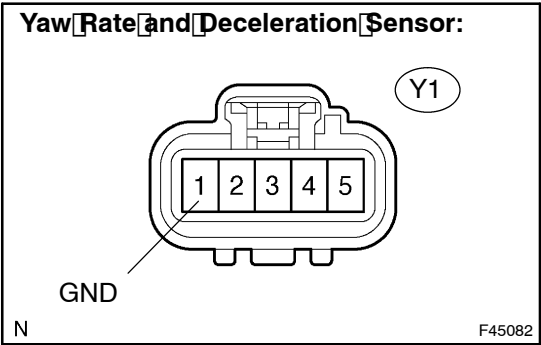 Yaw Rate and Deceleration Sensor:
Y1
1 2 3 4 5
GND
N
F45082